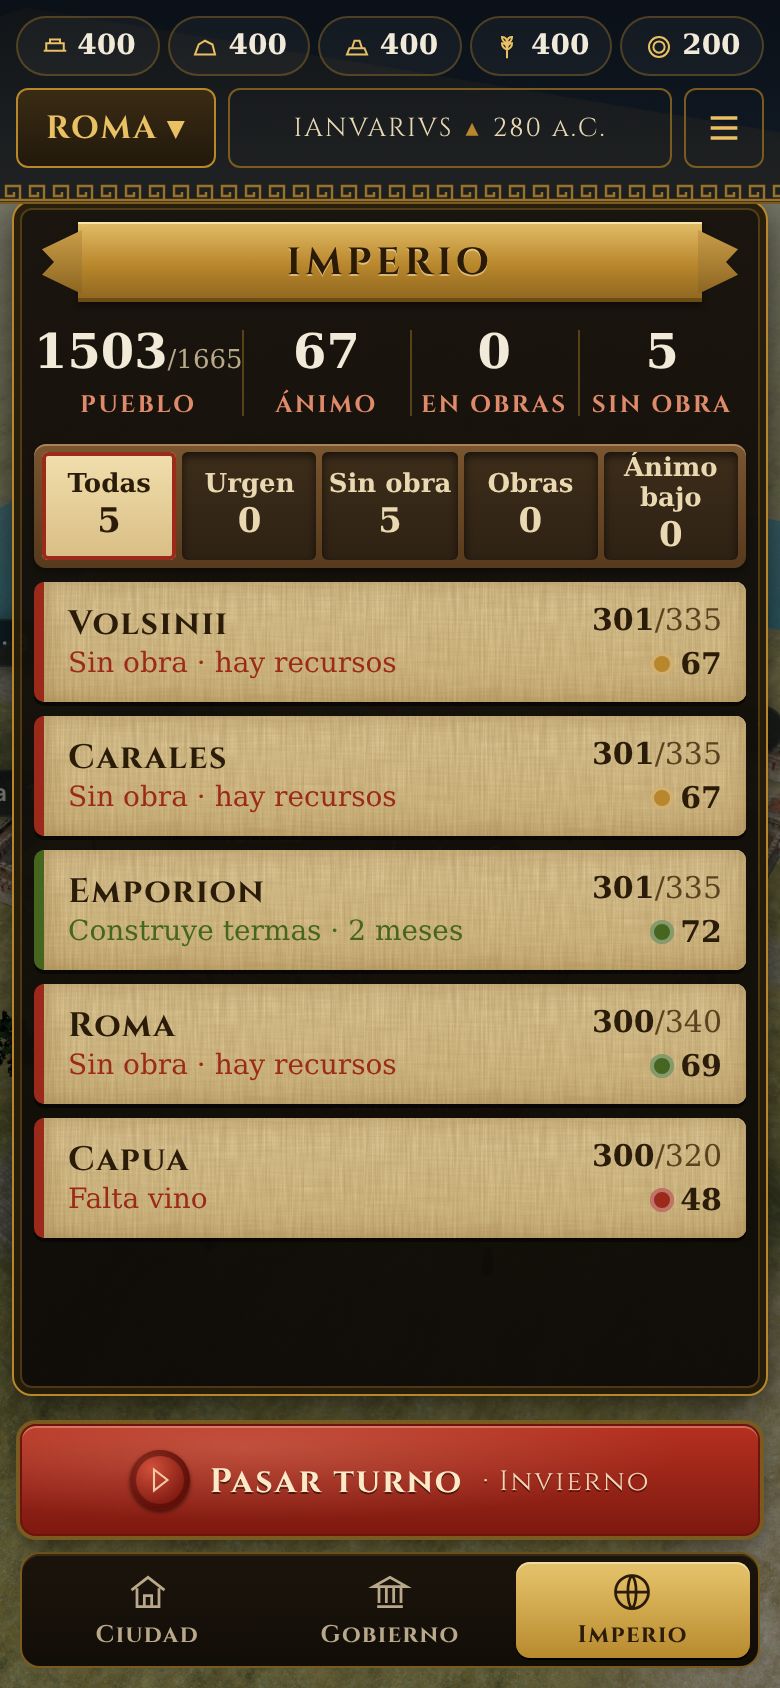 400 400 400 400 200
ROMA ▼ IANVARIVS ▲ 280 A.C.
IMPERIO
1503/1665 67 0 5
PUEBLO ÁNIMO EN OBRAS SIN OBRA
Todas Urgen Sin obra Obras Ánimo bajo
5 0 5 0 0
VOLSINII 301/335
Sin obra · hay recursos 67
CARALES 301/335
Sin obra · hay recursos 67
EMPORION 301/335
Construye termas · 2 meses 72
ROMA 300/340
Sin obra · hay recursos 69
CAPUA 300/320
Falta vino 48
PASAR TURNO · INVIERNO
CIUDAD GOBIERNO IMPERIO